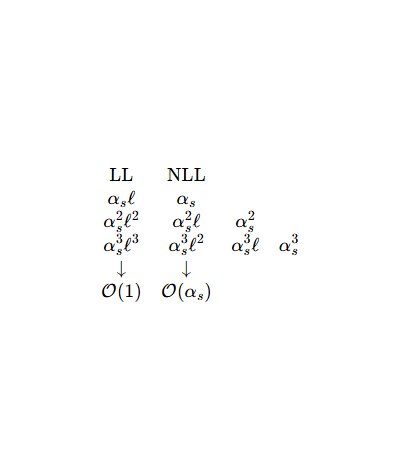 LL NLL
αₛℓ αₛ
αₛ²ℓ² αₛ²ℓ αₛ²
αₛ³ℓ³ αₛ³ℓ² αₛ³ℓ αₛ³
↓ ↓
𝒪(1) 𝒪(αₛ)